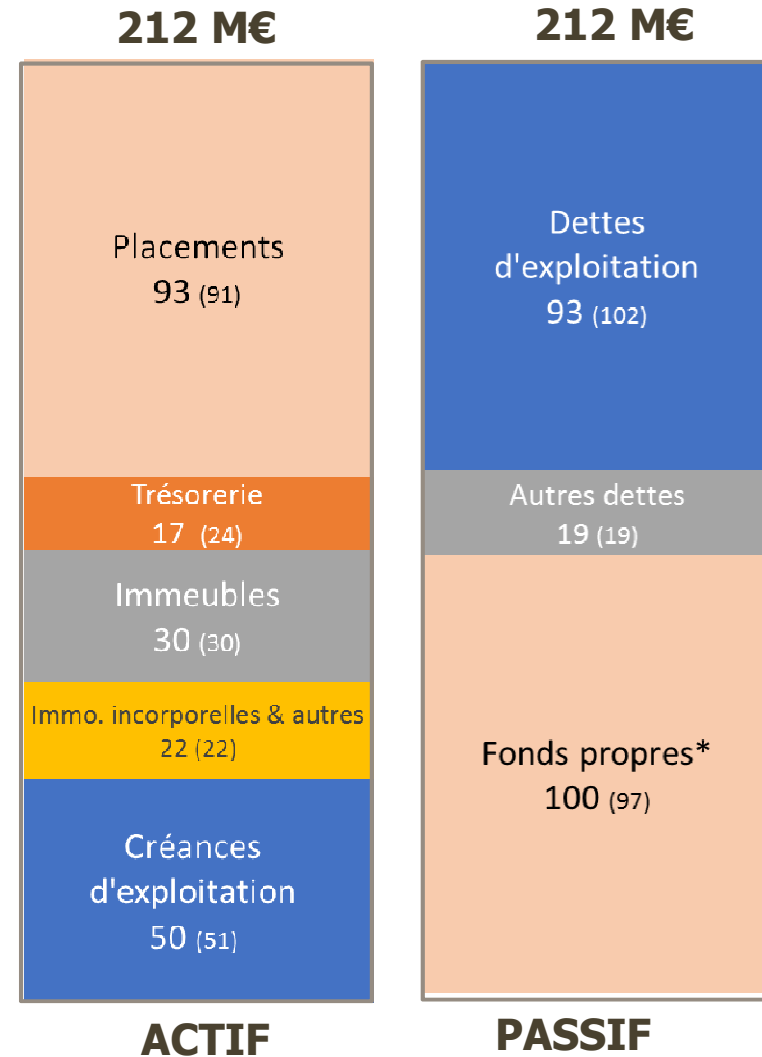 212 M€
Placements
93 (91)
Trésorerie
17 (24)
Immeubles
30 (30)
Immo. incorporelles & autres
22 (22)
Créances
d'exploitation
50 (51)
ACTIF
212 M€
Dettes
d'exploitation
93 (102)
Autres dettes
19 (19)
Fonds propres*
100 (97)
PASSIF